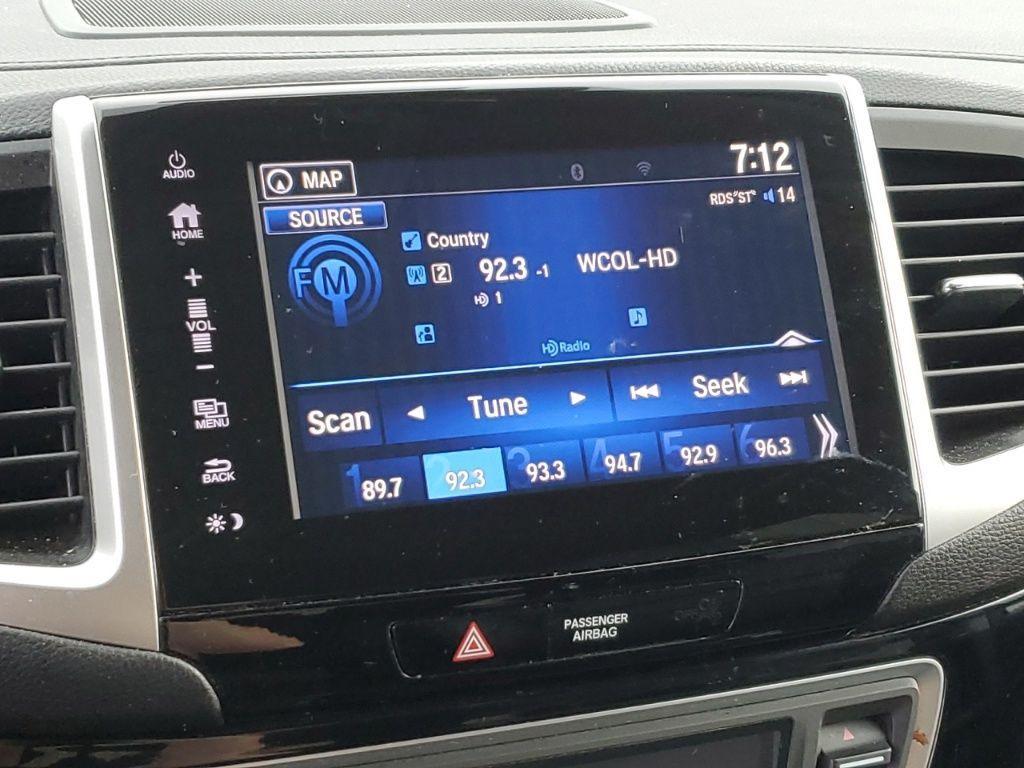 AUDIO
HOME
+
VOL
-
MENU
BACK
MAP
7:12
SOURCE
RDS "ST" 14
FM
Country
2 92.3 -1 WCOL-HD
HD 1
HD Radio
Scan Tune Seek
1 89.7 2 92.3 3 93.3 4 94.7 5 92.9 6 96.3
PASSENGER
AIRBAG